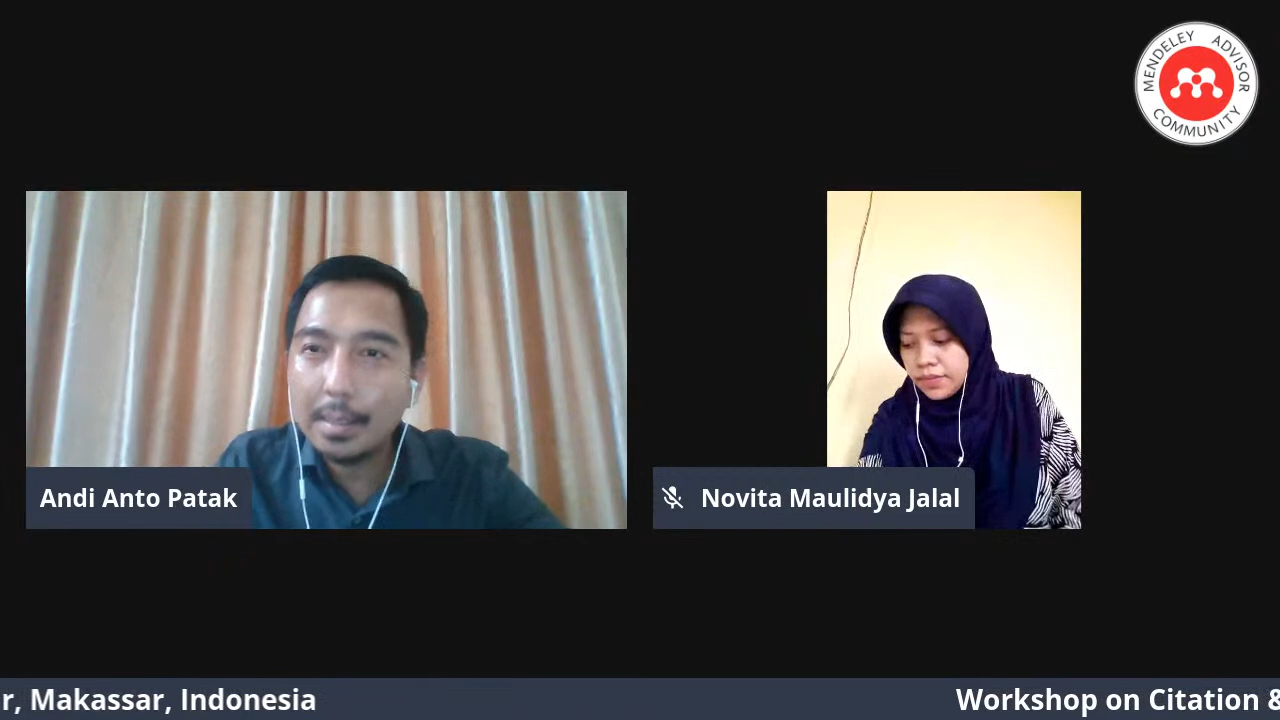 MENDELEY ADVISOR
COMMUNITY
Andi Anto Patak
Novita Maulidya Jalal
r, Makassar, Indonesia
Workshop on Citation &